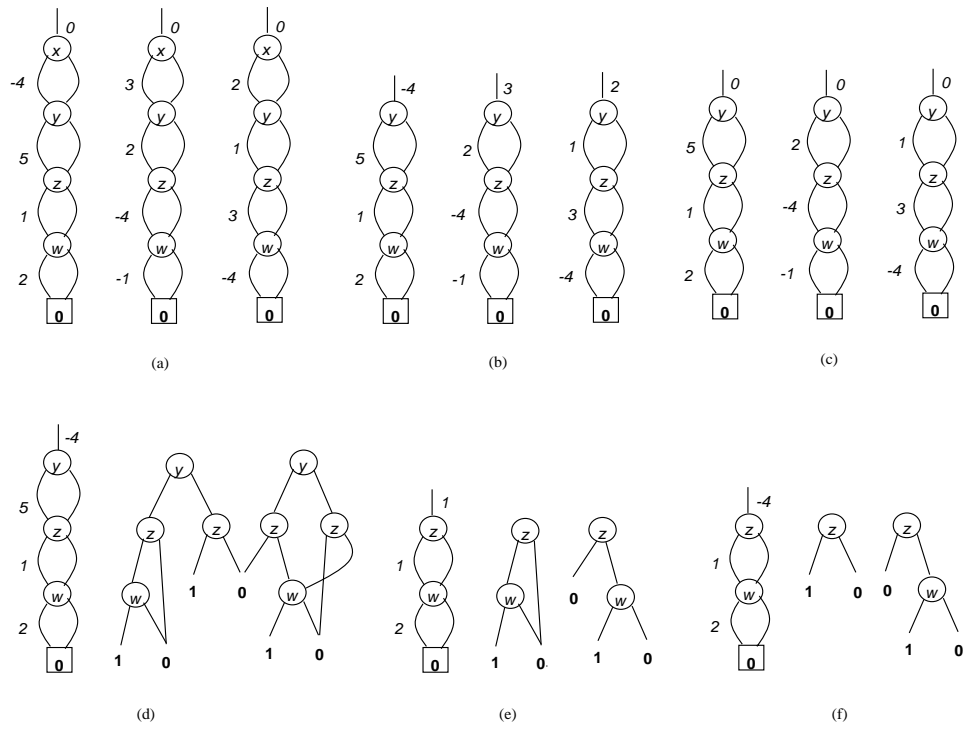 0 0 0
x x x
-4 3 2
-4 3 2 0 0 0
y y y y y y y y y
5 2 1 5 2 1 5 2 1
z z z z z z z z z
1 -4 3 1 -4 3 1 -4 3
w w w w w w w w w
2 -1 -4 2 -1 -4 2 -1 -4
0 0 0 0 0 0 0 0 0
(a) (b) (c)
-4
y y y
5 1 -4
z z z z z z z z z z
1 1 0 1 1 0 1 0 0
w w w w w w w w
2 2 2
1 0 1 0 1 0 1 0 1 0
0 0 0
(d) (e) (f)